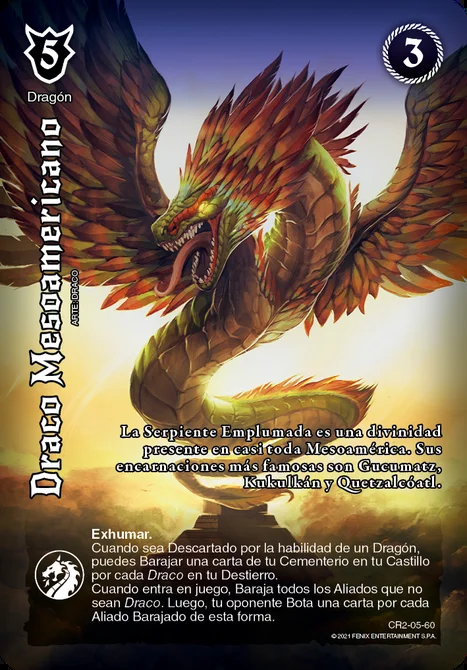 5
3
Dragón
Draco Mesoamericano
ARTE: DRACO
La Serpiente Emplumada es una divinidad
presente en casi toda Mesoamérica. Sus
encarnaciones más famosas son Gucumatz,
Kukulkán y Quetzalcóatl.
Exhumar.
Cuando sea Descartado por la habilidad de un Dragón,
puedes Barajar una carta de tu Cementerio en tu Castillo
por cada Draco en tu Destierro.
Cuando entra en juego, Baraja todos los Aliados que no
sean Draco. Luego, tu oponente Bota una carta por cada
Aliado Barajado de esta forma.
CR2-05-60
©2021 FENIX ENTERTAINMENT S.P.A.